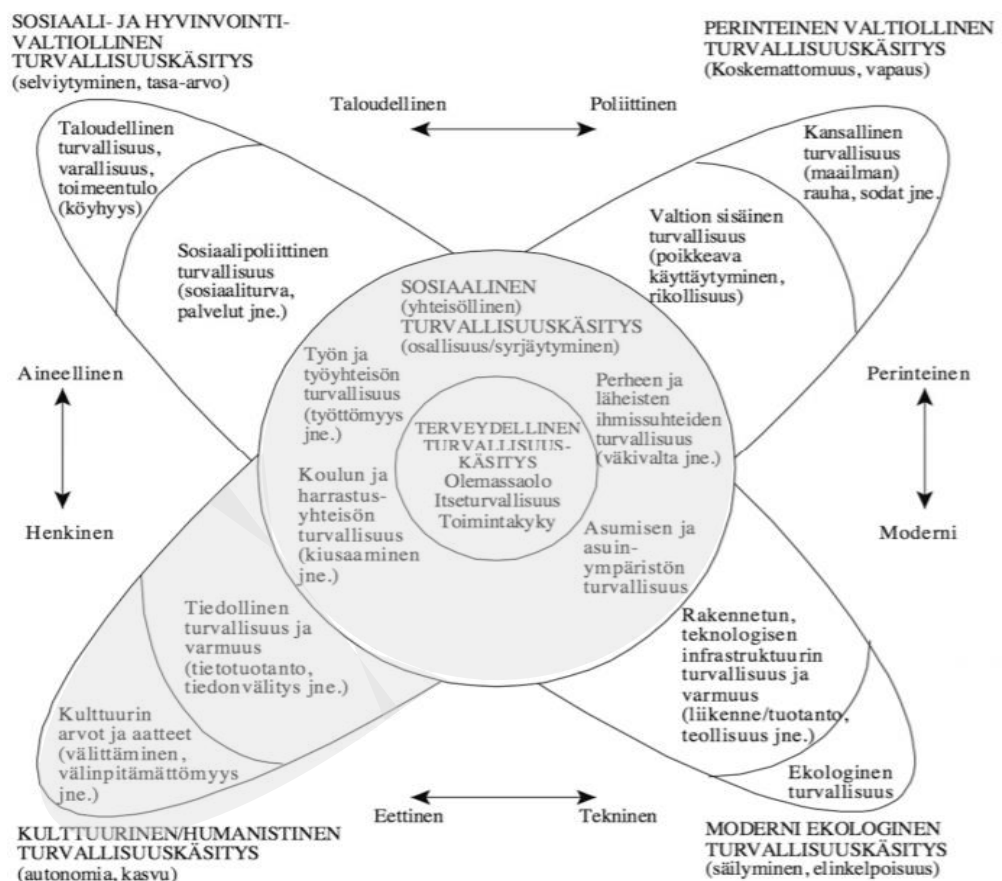 SOSIAALI- JA HYVINVOINTI-
VALTIOLLINEN
TURVALLISUUSKÄSITYS
(selviytyminen, tasa-arvo)
PERINTEINEN VALTIOLLINEN
TURVALLISUUSKÄSITYS
(Koskemattomuus, vapaus)
Taloudellinen
Poliittinen
Taloudellinen
turvallisuus,
varallisuus,
toimeentulo
(köyhyys)
Kansallinen
turvallisuus
(maailman)
rauha, sodat jne.
Sosiaalipoliittinen
turvallisuus
(sosiaaliturva,
palvelut jne.)
Valtion sisäinen
turvallisuus
(poikkeava
käyttäytyminen,
rikollisuus)
SOSIAALINEN
(yhteisöllinen)
TURVALLISUUSKÄSITYS
(osallisuus/syrjäytyminen)
Aineellinen
Henkinen
Työn ja
työyhteisön
turvallisuus
(työttömyys
jne.)
Perheen ja
läheisten
ihmissuhteiden
turvallisuus
(väkivalta jne.)
Perinteinen
Moderni
TERVEYDELLINEN
TURVALLISUUS-
KÄSITYS
Olemassaolo
Itseturvallisuus
Toimintakyky
Koulun ja
harrastus-
yhteisön
turvallisuus
(kiusaaminen
jne.)
Asumisen ja
asuin-
ympäristön
turvallisuus
Tiedollinen
turvallisuus ja
varmuus
(tietotuotanto,
tiedonvälitys jne.)
Rakennetun,
teknologisen
infrastruktuurin
turvallisuus ja
varmuus
(liikenne/tuotanto,
teollisuus jne.)
Kulttuurin
arvot ja aatteet
(välittäminen,
välinpitämättömyys
jne.)
Ekologinen
turvallisuus
Eettinen
Tekninen
KULTTUURINEN/HUMANISTINEN
TURVALLISUUSKÄSITYS
(autonomia, kasvu)
MODERNI EKOLOGINEN
TURVALLISUUSKÄSITYS
(säilyminen, elinkelpoisuus)